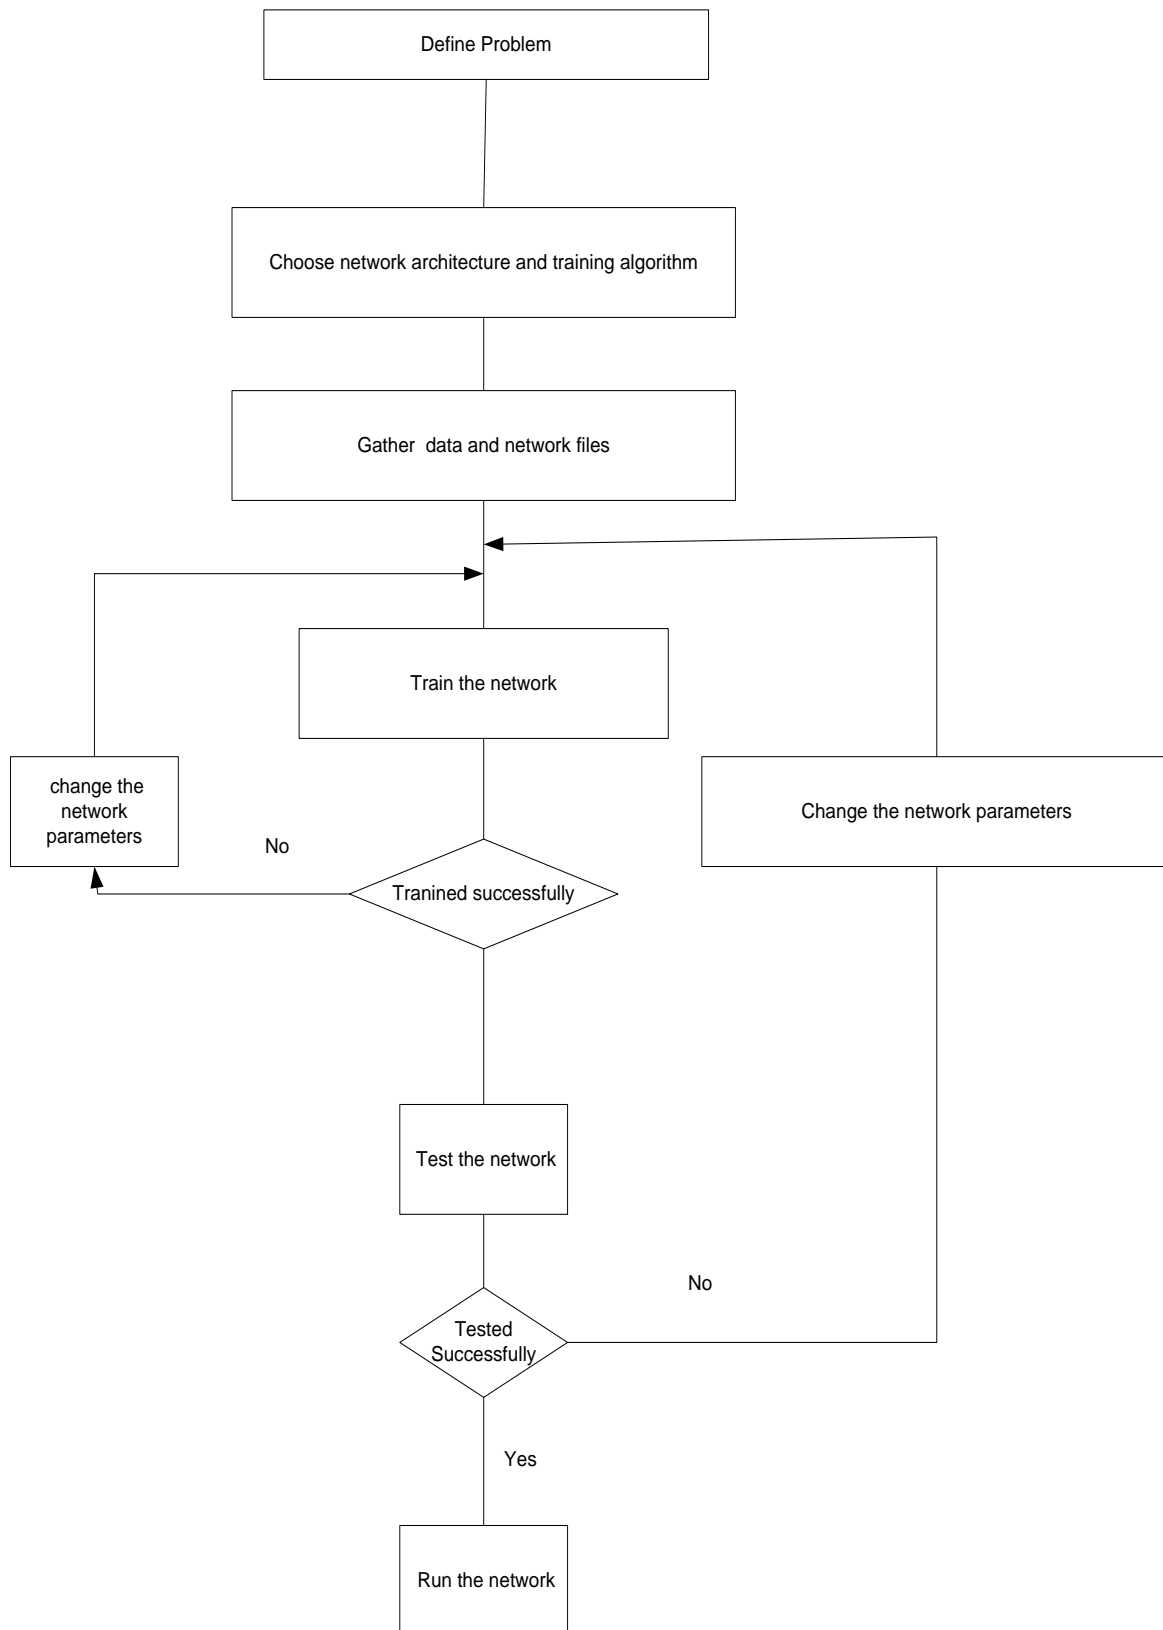 Define Problem
Choose network architecture and training algorithm
Gather  data and network files
Train the network
change the
network
parameters
Change the network parameters
No
Tranined successfully
Test the network
No
Tested
Successfully
Yes
Run the network